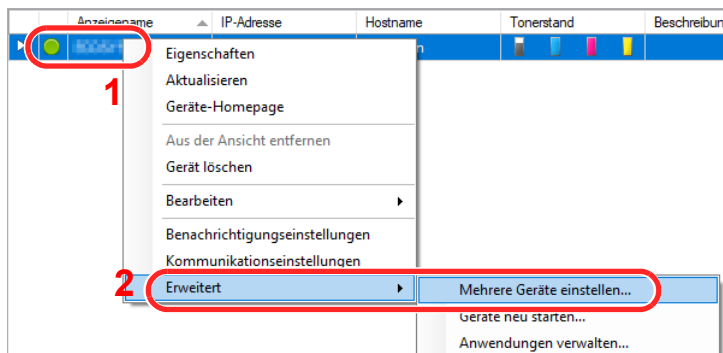 Anzeigename IP-Adresse Hostname Tonerstand Beschreibun
1
Eigenschaften
Aktualisieren
Geräte-Homepage
Aus der Ansicht entfernen
Gerät löschen
Bearbeiten
Benachrichtigungseinstellungen
Kommunikationseinstellungen
2
Erweitert
Mehrere Geräte einstellen...
Geräte neu starten...
Anwendungen verwalten...